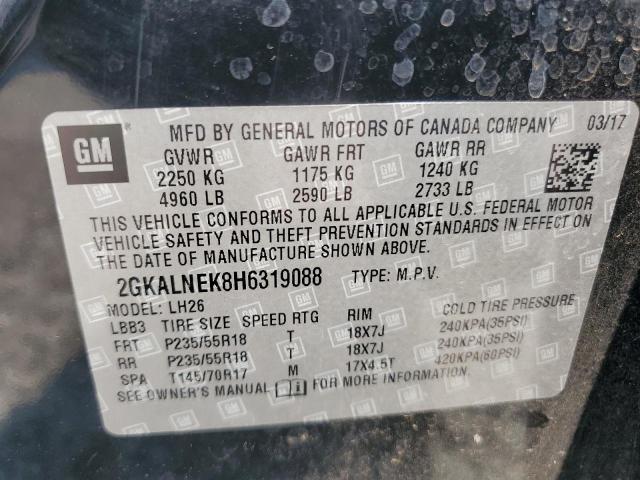 GM ® MFD BY GENERAL MOTORS OF CANADA COMPANY 03/17
GVWR GAWR FRT GAWR RR
2250 KG 1175 KG 1240 KG
4960 LB 2590 LB 2733 LB
THIS VEHICLE CONFORMS TO ALL APPLICABLE U.S. FEDERAL MOTOR
VEHICLE SAFETY AND THEFT PREVENTION STANDARDS IN EFFECT ON
THE DATE OF MANUFACTURE SHOWN ABOVE.
2GKALNEK8H6319088 TYPE: M.P.V.
LH26
LBB3 TIRE SIZE SPEED RTG RIM COLD TIRE PRESSURE
FRT P235/55R18 T 18X7J 240KPA(35PSI)
RR P235/55R18 T 18X7J 240KPA(35PSI)
SPA T145/70R17 M 17X4.5T 420KPA(60PSI)
SEE OWNER'S MANUAL FOR MORE INFORMATION